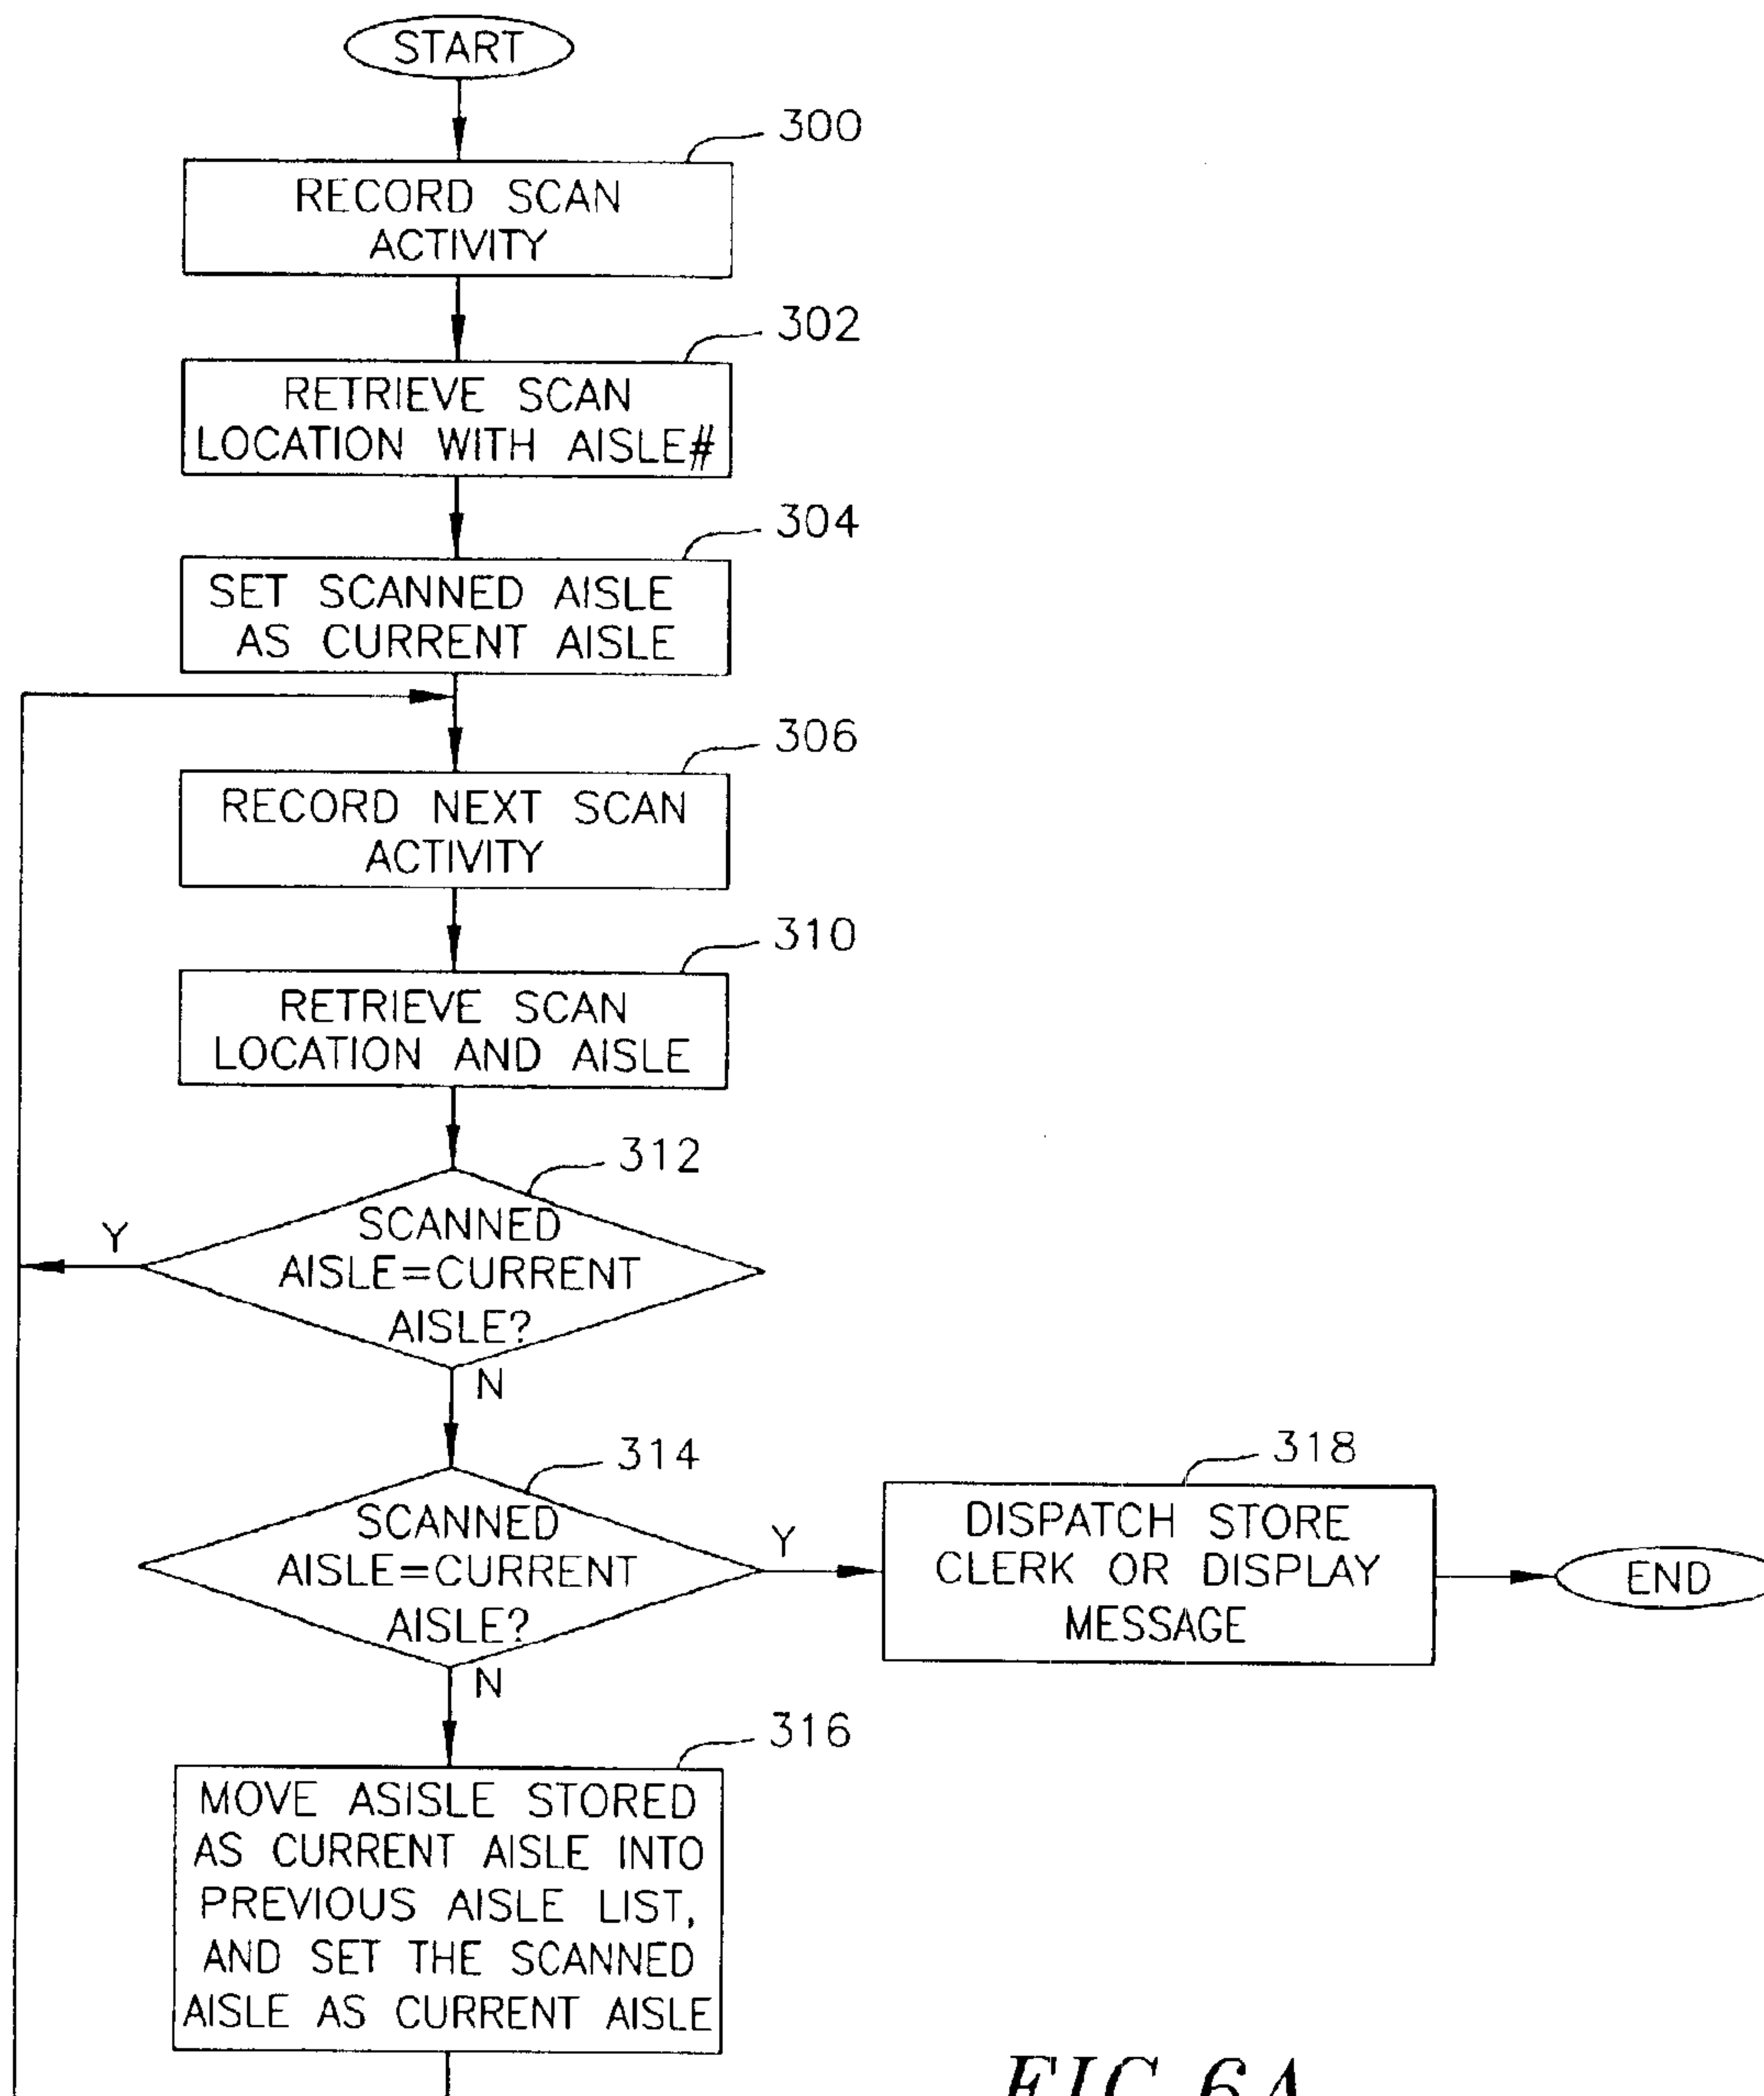 START
300
RECORD SCAN
ACTIVITY
302
RETRIEVE SCAN
LOCATION WITH AISLE#
304
SET SCANNED AISLE
AS CURRENT AISLE
306
RECORD NEXT SCAN
ACTIVITY
310
RETRIEVE SCAN
LOCATION AND AISLE
312
SCANNED
AISLE=CURRENT
AISLE?
Y
N
314
SCANNED
AISLE=CURRENT
AISLE?
Y
318
DISPATCH STORE
CLERK OR DISPLAY
MESSAGE
END
N
316
MOVE ASISLE STORED
AS CURRENT AISLE INTO
PREVIOUS AISLE LIST,
AND SET THE SCANNED
AISLE AS CURRENT AISLE
FIG.6A